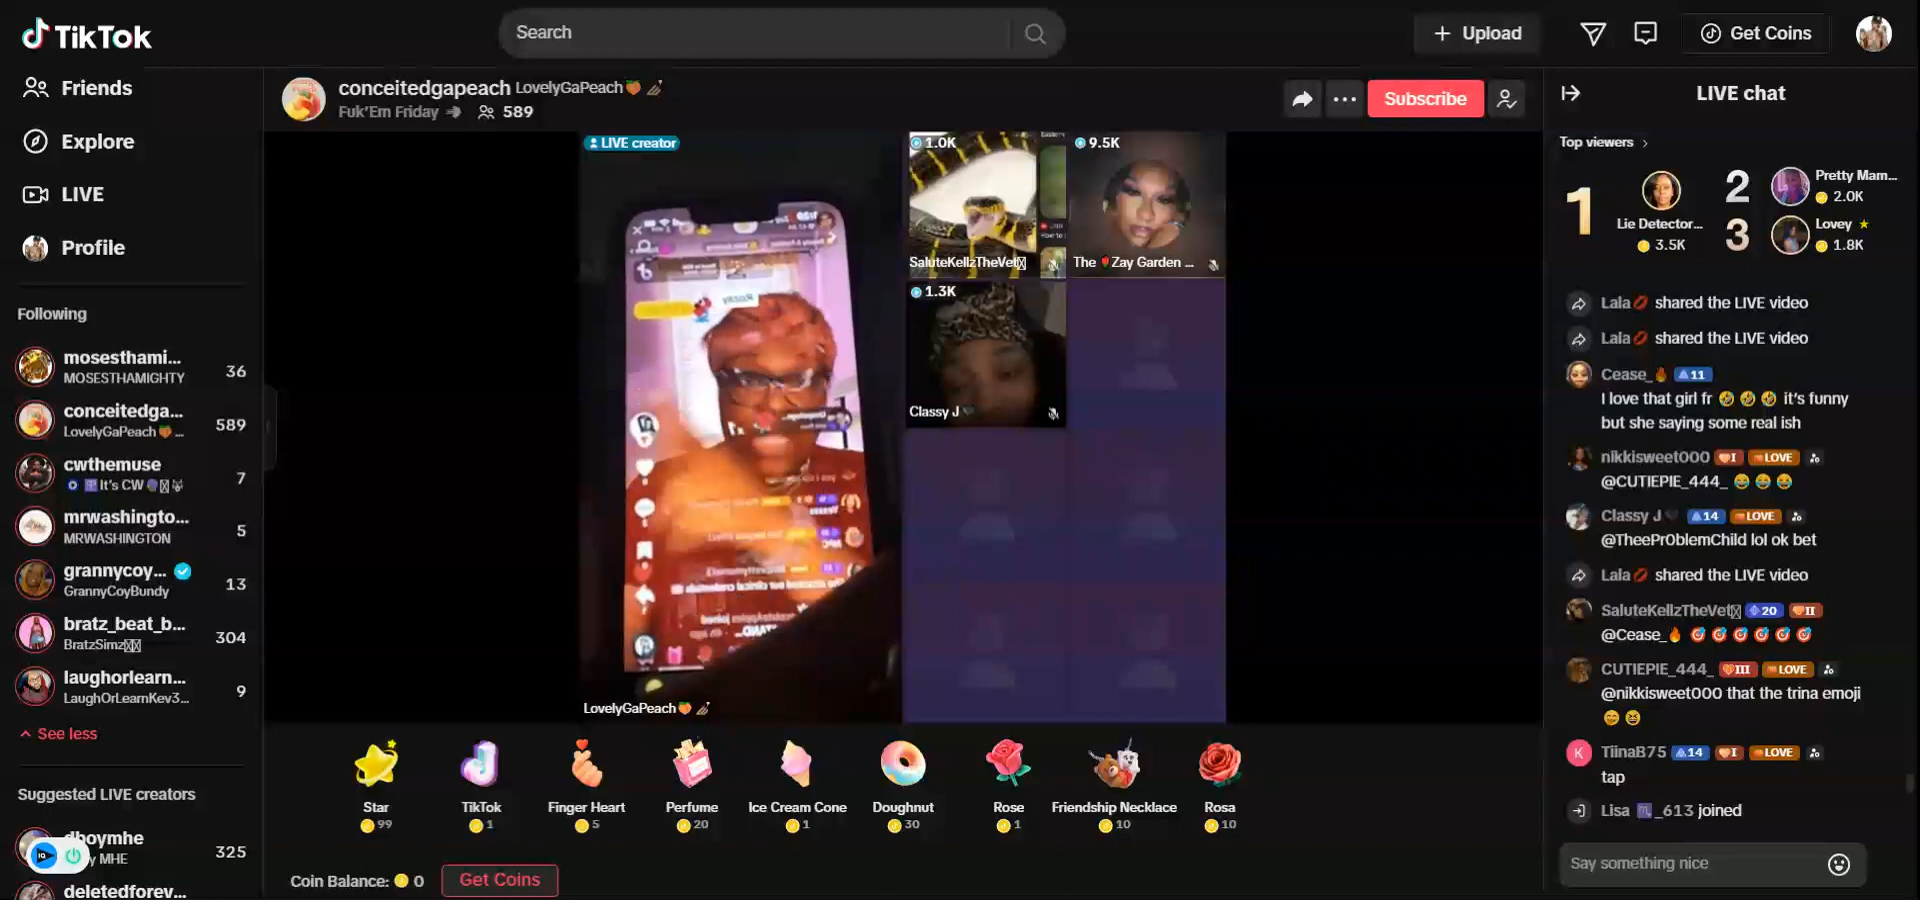 TikTok
Search
Upload
Get Coins
Friends
Explore
LIVE
Profile
Following
mosesthami...
MOSESTHAMIGHTY
36
conceitedga...
LovelyGaPeach🍑 ...
589
cwthemuse
It's CW
7
mrwashingto...
MRWASHINGTON
5
grannycoy...
GrannyCoyBundy
13
bratz_beat_b...
BratzSimz
304
laughorlearn...
LaughOrLearnKev3...
9
See less
Suggested LIVE creators
dboymhe
MHE
325
deletedforev...
conceitedgapeach LovelyGaPeach🍑
Fuk'Em Friday
589
Subscribe
LIVE creator
1.0K
SaluteKellzTheVet
9.5K
The 🌹Zay Garden ...
1.3K
Classy J🖤
LovelyGaPeach🍑
Star
99
TikTok
1
Finger Heart
5
Perfume
20
Ice Cream Cone
1
Doughnut
30
Rose
1
Friendship Necklace
10
Rosa
10
Coin Balance: 0
Get Coins
LIVE chat
Top viewers
1
Lie Detector...
3.5K
2
Pretty Mam...
2.0K
3
Lovey ★
1.8K
Lala💋 shared the LIVE video
Lala💋 shared the LIVE video
Cease_🔥 11
I love that girl fr 🤣 🤣 🤣 it's funny
but she saying some real ish
nikkisweet000 I LOVE
@CUTIEPIE_444_ 😂 😂 😂
Classy J🖤 14 LOVE
@TheePr0blemChild lol ok bet
Lala💋 shared the LIVE video
SaluteKellzTheVet 20 II
@Cease_🔥 🎯 🎯 🎯 🎯 🎯 🎯
CUTIEPIE_444_ III LOVE
@nikkisweet000 that the trina emoji
😁 😆
K
TiinaB75 14 I LOVE
tap
Lisa ♏_613 joined
Say something nice